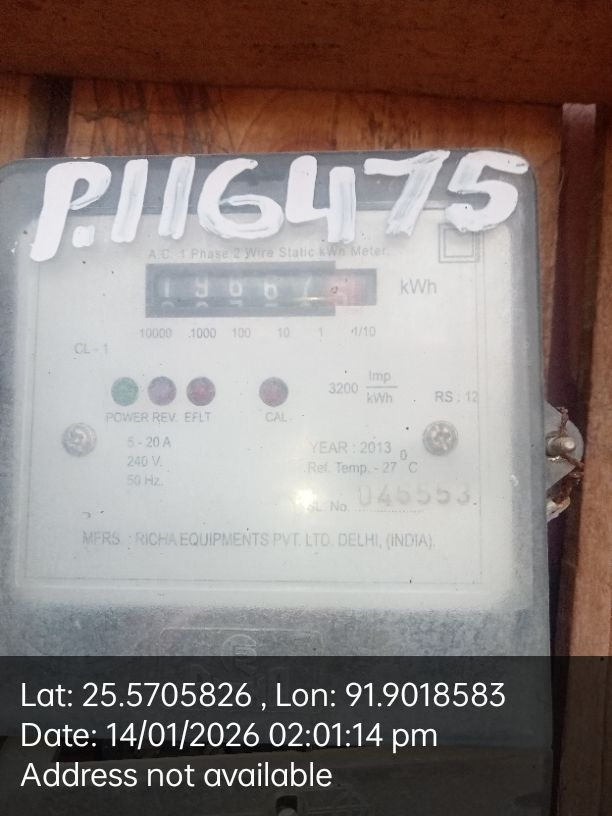 P.116475
A.C. 1 Phase 2 Wire Static kWh Meter.
19667
kWh
10000 1000 100 10 1 1/10
CL - 1
3200 Imp/kWh
RS : 12
POWER REV. E.F.LT CAL
5 - 20 A
240 V.
50 Hz.
YEAR : 2013
Ref. Temp. - 27 °C
SL. No. 046553
MFRS. : RICHA EQUIPMENTS PVT. LTD. DELHI, (INDIA).
Lat: 25.5705826 , Lon: 91.9018583
Date: 14/01/2026 02:01:14 pm
Address not available